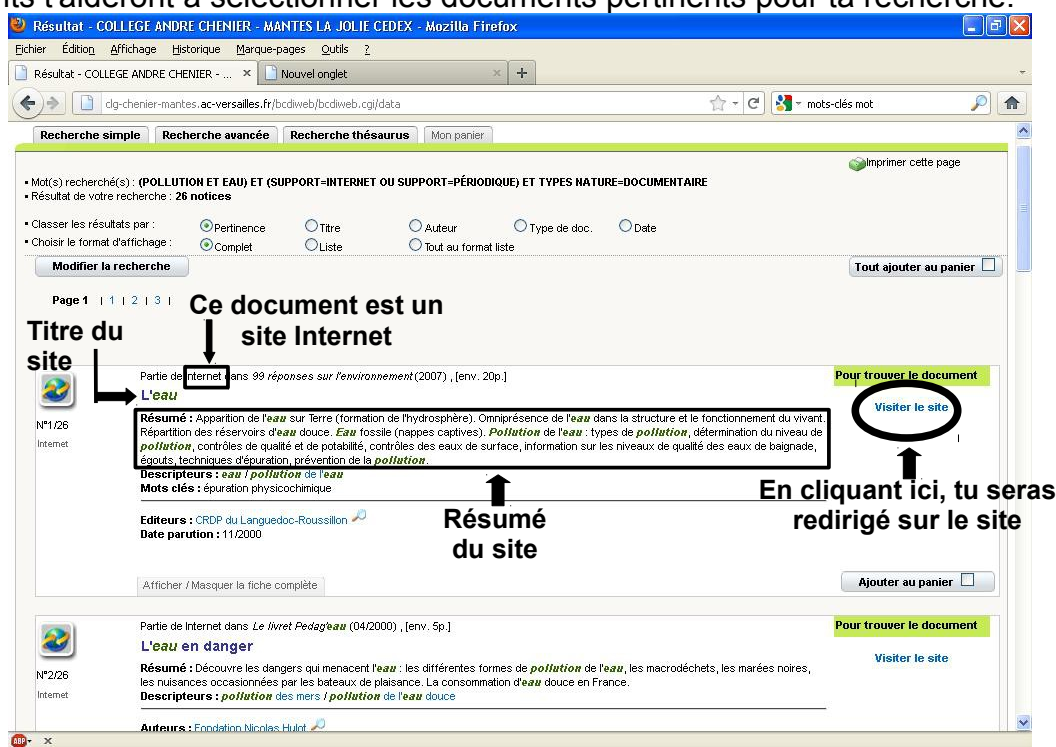 ts t'aideront à sélectionner les documents pertinents pour ta recherche.
Résultat - COLLEGE ANDRE CHENIER - MANTES LA JOLIE CEDEX - Mozilla Firefox
Fichier Édition Affichage Historique Marque-pages Outils ?
Résultat - COLLEGE ANDRE CHENIER - ... × Nouvel onglet × +
clg-chenier-mantes.ac-versailles.fr/bcdiweb/bcdiweb.cgi/data mots-clés mot
Recherche simple Recherche avancée Recherche thésaurus Mon panier
Imprimer cette page
Mot(s) recherché(s) : (POLLUTION ET EAU) ET (SUPPORT=INTERNET OU SUPPORT=PÉRIODIQUE) ET TYPES NATURE=DOCUMENTAIRE
Résultat de votre recherche : 26 notices
Classer les résultats par : Pertinence Titre Auteur Type de doc. Date
Choisir le format d'affichage : Complet Liste Tout au format liste
Modifier la recherche Tout ajouter au panier
Page 1 | 1 | 2 | 3 |
Ce document est un
site Internet
Titre du
site
Partie de Internet dans 99 réponses sur l'environnement (2007) , [env. 20p.]
Pour trouver le document
L'eau
Visiter le site
N°1/26
Internet
Résumé : Apparition de l'eau sur Terre (formation de l'hydrosphère). Omniprésence de l'eau dans la structure et le fonctionnement du vivant.
Répartition des réservoirs d'eau douce. Eau fossile (nappes captives). Pollution de l'eau : types de pollution, détermination du niveau de
pollution, contrôles de qualité et de potabilité, contrôles des eaux de surface, information sur les niveaux de qualité des eaux de baignade,
égouts, techniques d'épuration, prévention de la pollution.
Descripteurs : eau / pollution de l'eau
Mots clés : épuration physicochimique
En cliquant ici, tu seras
redirigé sur le site
Résumé
du site
Editeurs : CRDP du Languedoc-Roussillon
Date parution : 11/2000
Afficher / Masquer la fiche complète
Ajouter au panier
Partie de Internet dans Le livret Pedag'eau (04/2000) , [env. 5p.]
Pour trouver le document
L'eau en danger
Visiter le site
N°2/26
Internet
Résumé : Découvre les dangers qui menacent l'eau : les différentes formes de pollution de l'eau, les macrodéchets, les marées noires,
les nuisances occasionnées par les bateaux de plaisance. La consommation d'eau douce en France.
Descripteurs : pollution des mers / pollution de l'eau douce
Auteurs : Fondation Nicolas Hulot
ABP ×